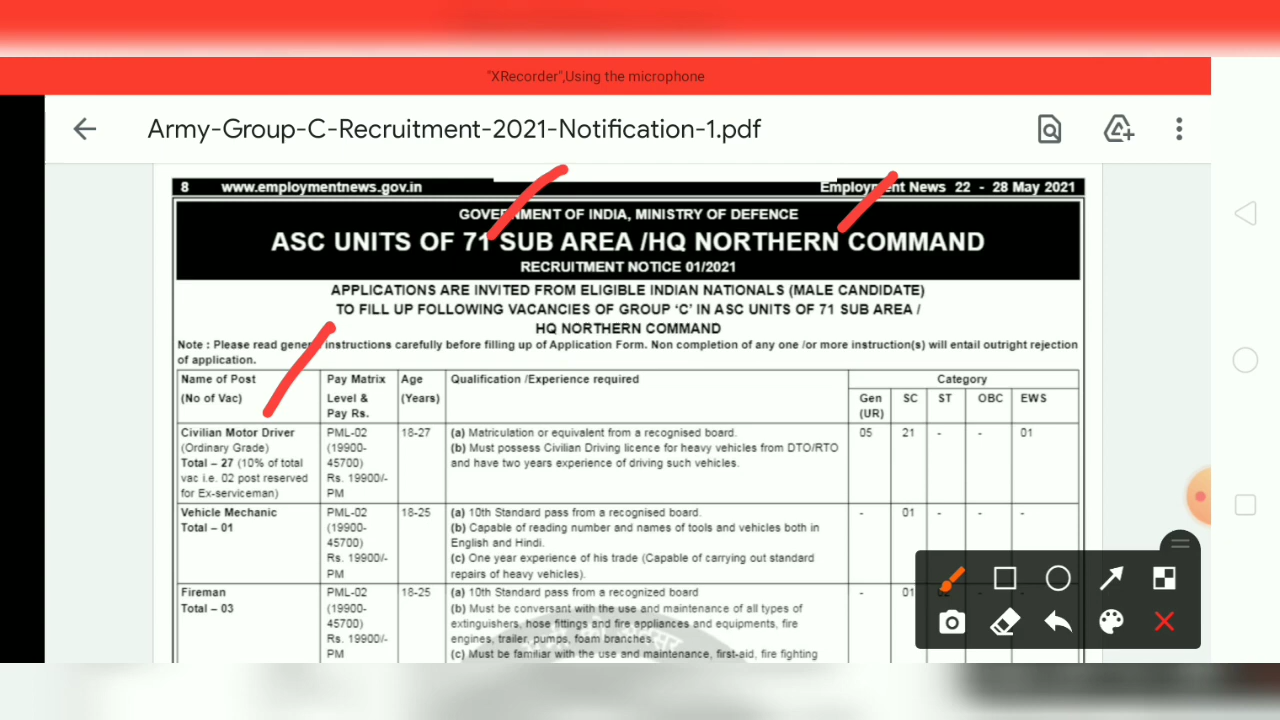 "XRecorder",Using the microphone
Army-Group-C-Recruitment-2021-Notification-1.pdf
8 www.employmentnews.gov.in Employment News 22 - 28 May 2021
GOVERNMENT OF INDIA, MINISTRY OF DEFENCE
ASC UNITS OF 71 SUB AREA /HQ NORTHERN COMMAND
RECRUITMENT NOTICE 01/2021
APPLICATIONS ARE INVITED FROM ELIGIBLE INDIAN NATIONALS (MALE CANDIDATE)
TO FILL UP FOLLOWING VACANCIES OF GROUP ‘C’ IN ASC UNITS OF 71 SUB AREA /
HQ NORTHERN COMMAND
Note : Please read general instructions carefully before filling up of Application Form. Non completion of any one /or more instruction(s) will entail outright rejection
of application.
Name of Post Pay Matrix Age Qualification /Experience required Category
(No of Vac) Level & (Years) Gen SC ST OBC EWS
Pay Rs. (UR)
Civilian Motor Driver PML-02 18-27 (a) Matriculation or equivalent from a recognised board. 05 21 - - 01
(Ordinary Grade) (19900- (b) Must possess Civilian Driving licence for heavy vehicles from DTO/RTO
Total – 27 (10% of total 45700) and have two years experience of driving such vehicles.
vac i.e. 02 post reserved Rs. 19900/-
for Ex-serviceman) PM
Vehicle Mechanic PML-02 18-25 (a) 10th Standard pass from a recognised board. - 01 - - -
Total – 01 (19900- (b) Capable of reading number and names of tools and vehicles both in
45700) English and Hindi.
Rs. 19900/- (c) One year experience of his trade (Capable of carrying out standard
PM repairs of heavy vehicles).
Fireman PML-02 18-25 (a) 10th Standard pass from a recognized board - 01 02 - -
Total – 03 (19900- (b) Must be conversant with the use and maintenance of all types of
45700) extinguishers, hose fittings and fire appliances and equipments, fire
Rs. 19900/- engines, trailer, pumps, foam branches.
PM (c) Must be familiar with the use and maintenance, first-aid, fire fighting